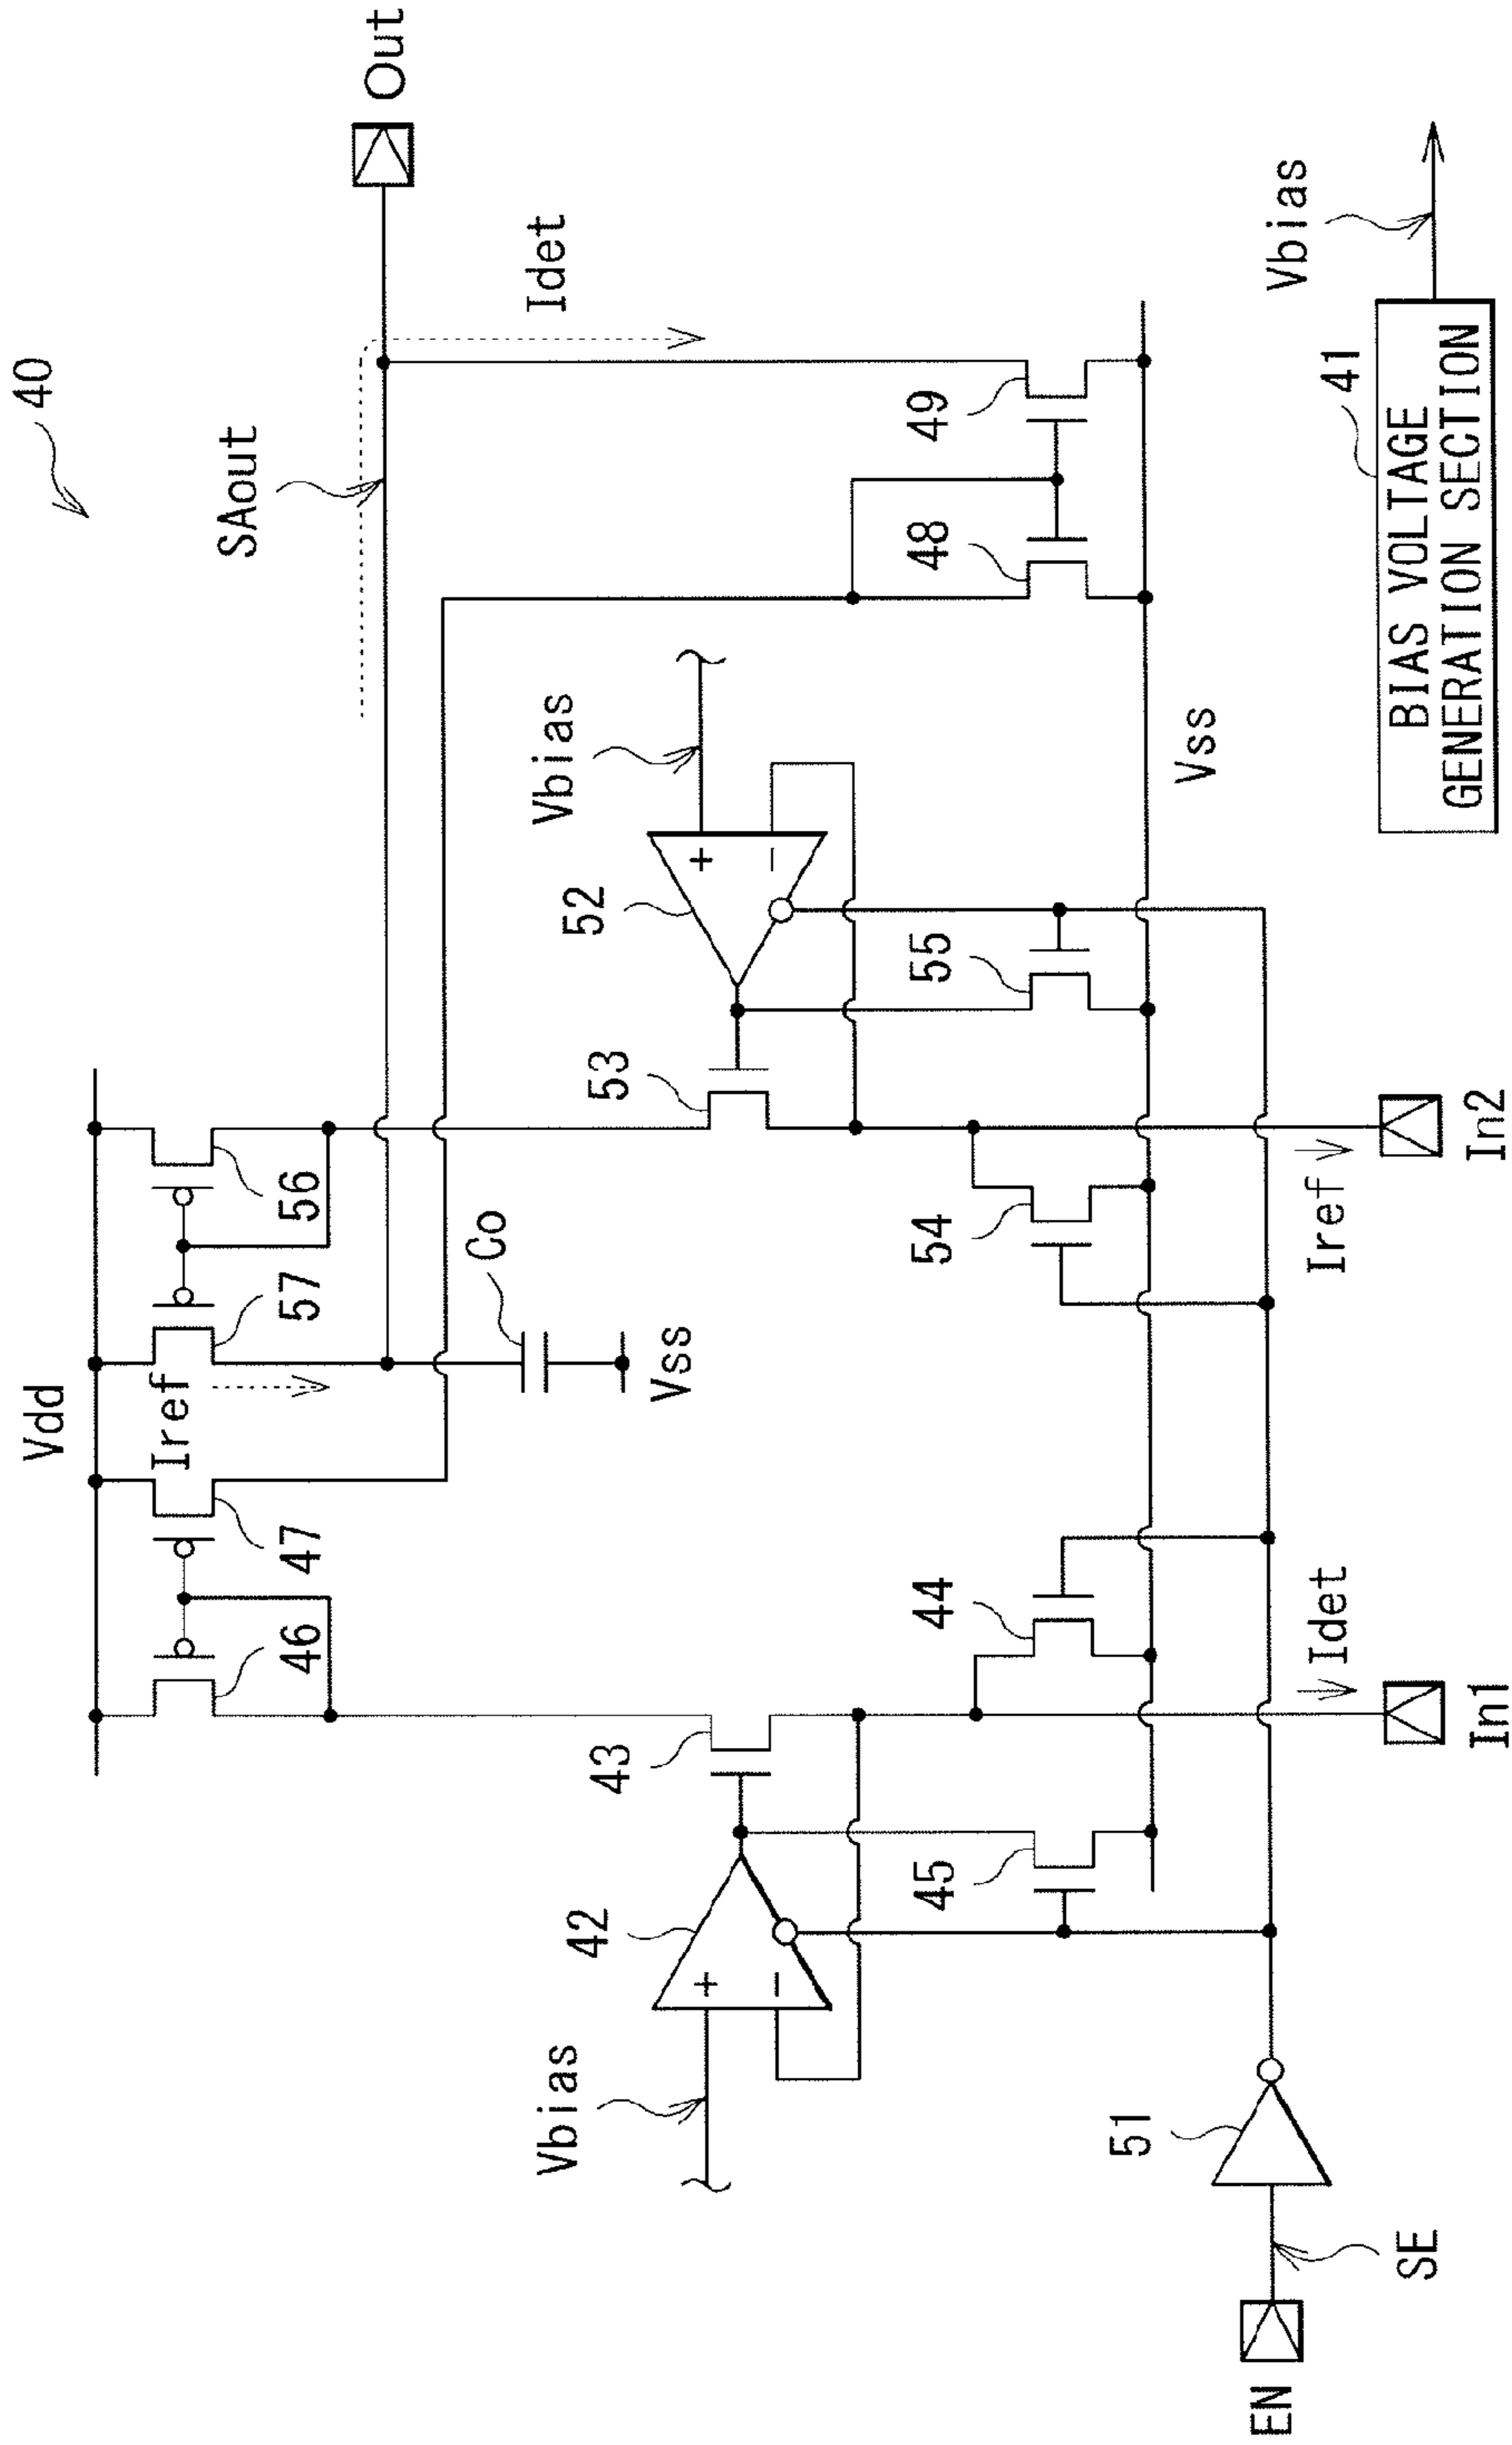 40
Vdd
Iref
46
47
57
56
SAout
Out
Co
Vss
Idet
Vbias
42
43
53
52
Vbias
45
44
54
55
48
49
Vss
EN
SE
51
Idet
In1
Iref
In2
41
BIAS VOLTAGE
GENERATION SECTION
Vbias
+
−
+
−